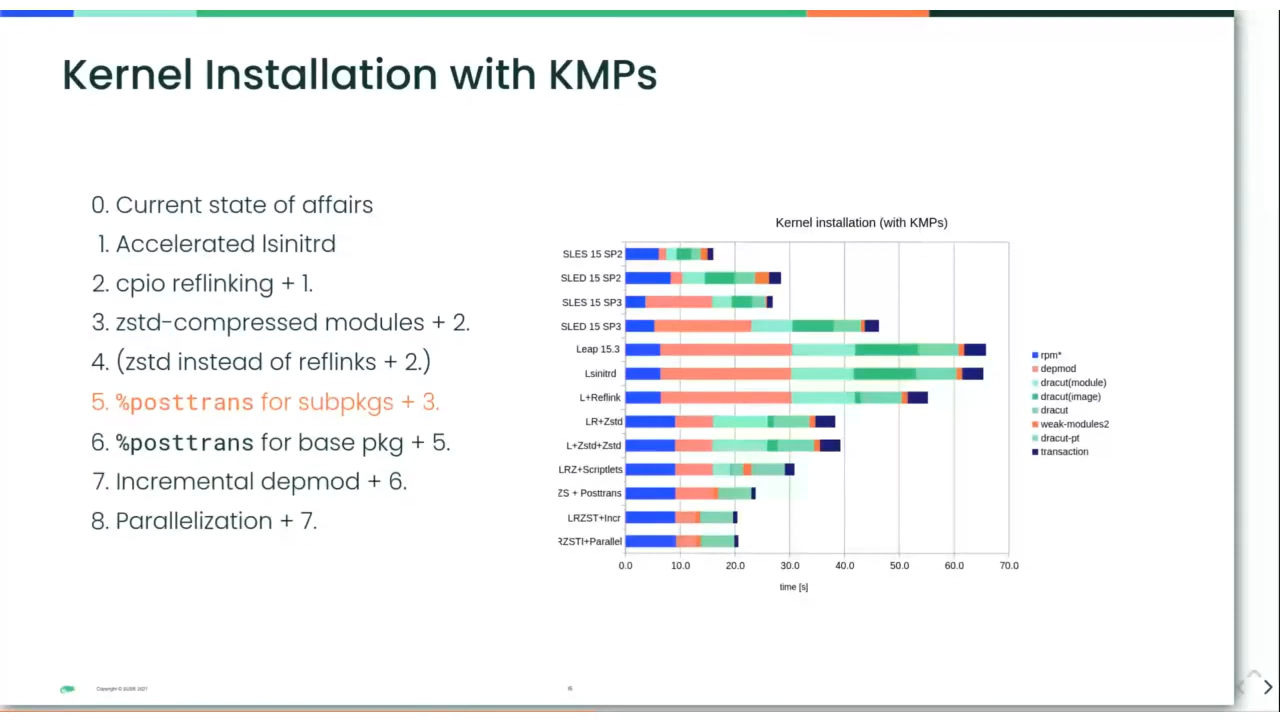 Kernel Installation with KMPs
0. Current state of affairs
1. Accelerated lsinitrd
2. cpio reflinking + 1.
3. zstd-compressed modules + 2.
4. (zstd instead of reflinks + 2.)
5. %posttrans for subpkgs + 3.
6. %posttrans for base pkg + 5.
7. Incremental depmod + 6.
8. Parallelization + 7.
Kernel installation (with KMPs)
SLES 15 SP2
SLED 15 SP2
SLES 15 SP3
SLED 15 SP3
Leap 15.3
Lsinitrd
L+Reflink
LR+Zstd
L+Zstd+Zstd
LRZ+Scriptlets
ZS + Posttrans
LRZST+Incr
RZSTI+Parallel
0.0 10.0 20.0 30.0 40.0 50.0 60.0 70.0
time [s]
rpm*
depmod
dracut(module)
dracut(image)
dracut
weak-modules2
dracut-pt
transaction
Copyright © SUSE 2021
15